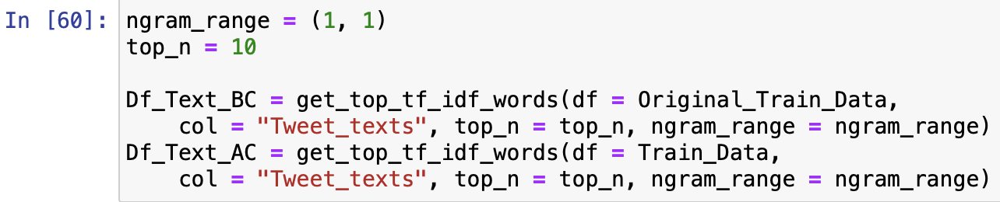 In [60]: ngram_range = (1, 1)
top_n = 10
Df_Text_BC = get_top_tf_idf_words(df = Original_Train_Data,
col = "Tweet_texts", top_n = top_n, ngram_range = ngram_range)
Df_Text_AC = get_top_tf_idf_words(df = Train_Data,
col = "Tweet_texts", top_n = top_n, ngram_range = ngram_range)